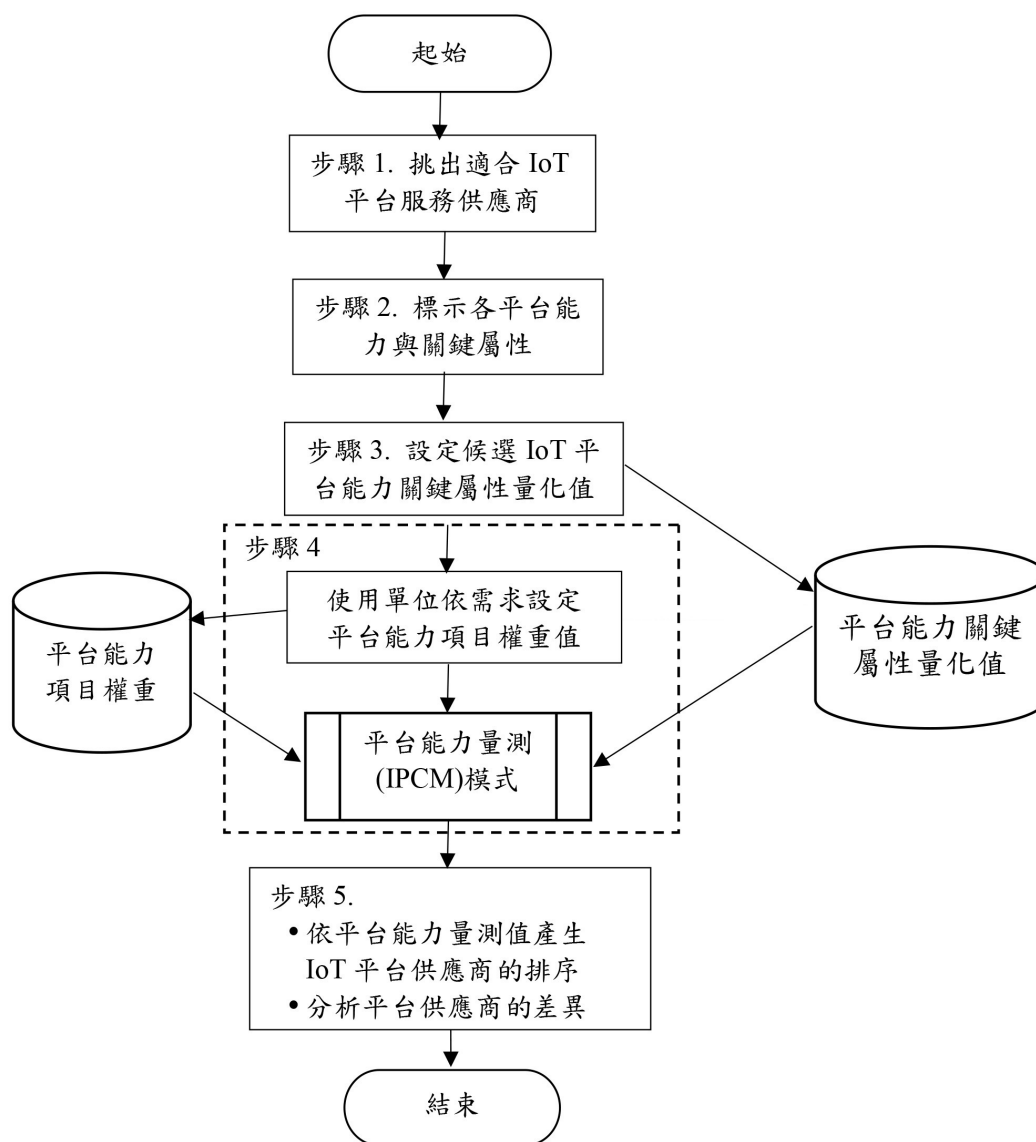 起始
步驟 1. 挑出適合 IoT
平台服務供應商
步驟 2. 標示各平台能
力與關鍵屬性
步驟 3. 設定候選 IoT 平
台能力關鍵屬性量化值
步驟 4
使用單位依需求設定
平台能力項目權重值
平台能力
項目權重
平台能力關鍵
屬性量化值
平台能力量測
(IPCM)模式
步驟 5.
• 依平台能力量測值產生
IoT 平台供應商的排序
• 分析平台供應商的差異
結束